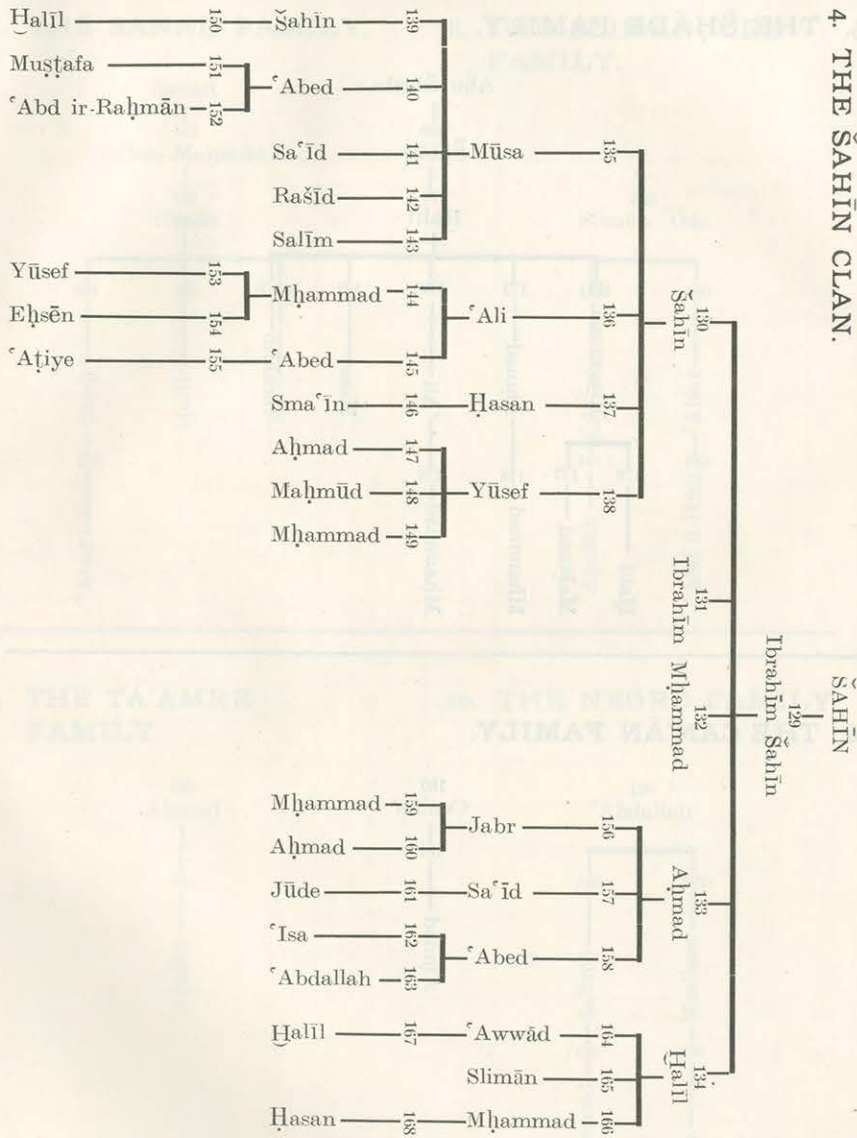 4. THE ŠAHĪN CLAN.
ŠAHĪN
129
Ibrahīm Šahīn
130 131 132 133 134
Šahīn Ibrahīm Mḥammad Aḥmad Ḫalīl
135 136 137 138 156 157 158 164 165 166
Mūsa ʿAli Ḥasan Yūsef Jabr Saʿīd ʿAbed ʿAwwād Slimān Mḥammad
139 140 141 142 143 144 145 146 147 148 149 159 160 161 162 163 167 168
Šahīn ʿAbed Saʿīd Rašīd Salīm Mḥammad ʿAbed Smaʿīn Aḥmad Maḥmūd Mḥammad Mḥammad Aḥmad Jūde ʿIsa ʿAbdallah Ḫalīl Ḥasan
150 151 152 153 154 155
Ḫalīl Muṣṭafa ʿAbd ir-Raḥmān Yūsef Eḥsēn ʿAṭiye